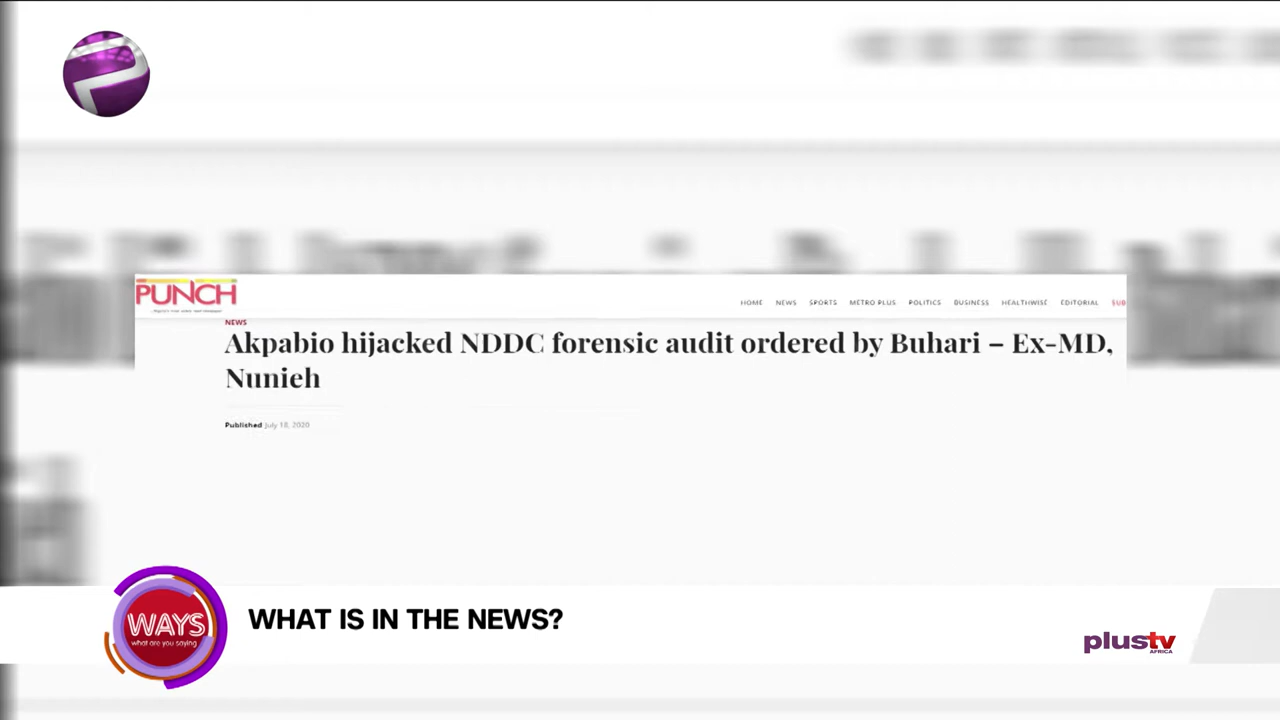 PUNCH
HOME NEWS SPORTS METRO PLUS POLITICS BUSINESS HEALTHWISE EDITORIAL SUB
NEWS
Akpabio hijacked NDDC forensic audit ordered by Buhari – Ex-MD,
Nunieh
Published July 18, 2020
WAYS
what are you saying
WHAT IS IN THE NEWS?
plustv
AFRICA